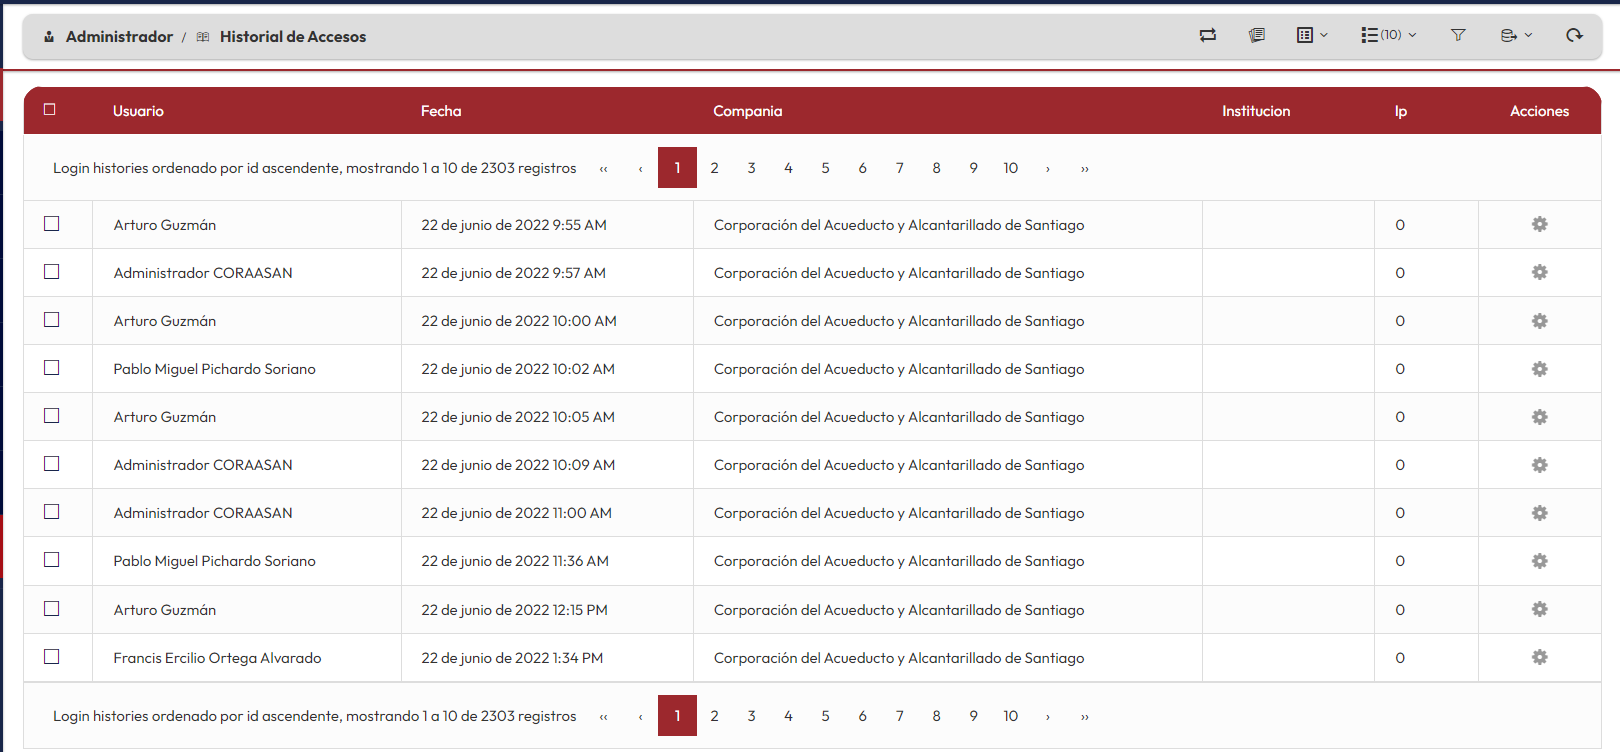 Administrador / Historial de Accesos (10)
Usuario Fecha Compania Institucion Ip Acciones
Login histories ordenado por id ascendente, mostrando 1 a 10 de 2303 registros ‹‹ ‹ 1 2 3 4 5 6 7 8 9 10 › ››
Arturo Guzmán 22 de junio de 2022 9:55 AM Corporación del Acueducto y Alcantarillado de Santiago 0
Administrador CORAASAN 22 de junio de 2022 9:57 AM Corporación del Acueducto y Alcantarillado de Santiago 0
Arturo Guzmán 22 de junio de 2022 10:00 AM Corporación del Acueducto y Alcantarillado de Santiago 0
Pablo Miguel Pichardo Soriano 22 de junio de 2022 10:02 AM Corporación del Acueducto y Alcantarillado de Santiago 0
Arturo Guzmán 22 de junio de 2022 10:05 AM Corporación del Acueducto y Alcantarillado de Santiago 0
Administrador CORAASAN 22 de junio de 2022 10:09 AM Corporación del Acueducto y Alcantarillado de Santiago 0
Administrador CORAASAN 22 de junio de 2022 11:00 AM Corporación del Acueducto y Alcantarillado de Santiago 0
Pablo Miguel Pichardo Soriano 22 de junio de 2022 11:36 AM Corporación del Acueducto y Alcantarillado de Santiago 0
Arturo Guzmán 22 de junio de 2022 12:15 PM Corporación del Acueducto y Alcantarillado de Santiago 0
Francis Ercilio Ortega Alvarado 22 de junio de 2022 1:34 PM Corporación del Acueducto y Alcantarillado de Santiago 0
Login histories ordenado por id ascendente, mostrando 1 a 10 de 2303 registros ‹‹ ‹ 1 2 3 4 5 6 7 8 9 10 › ››